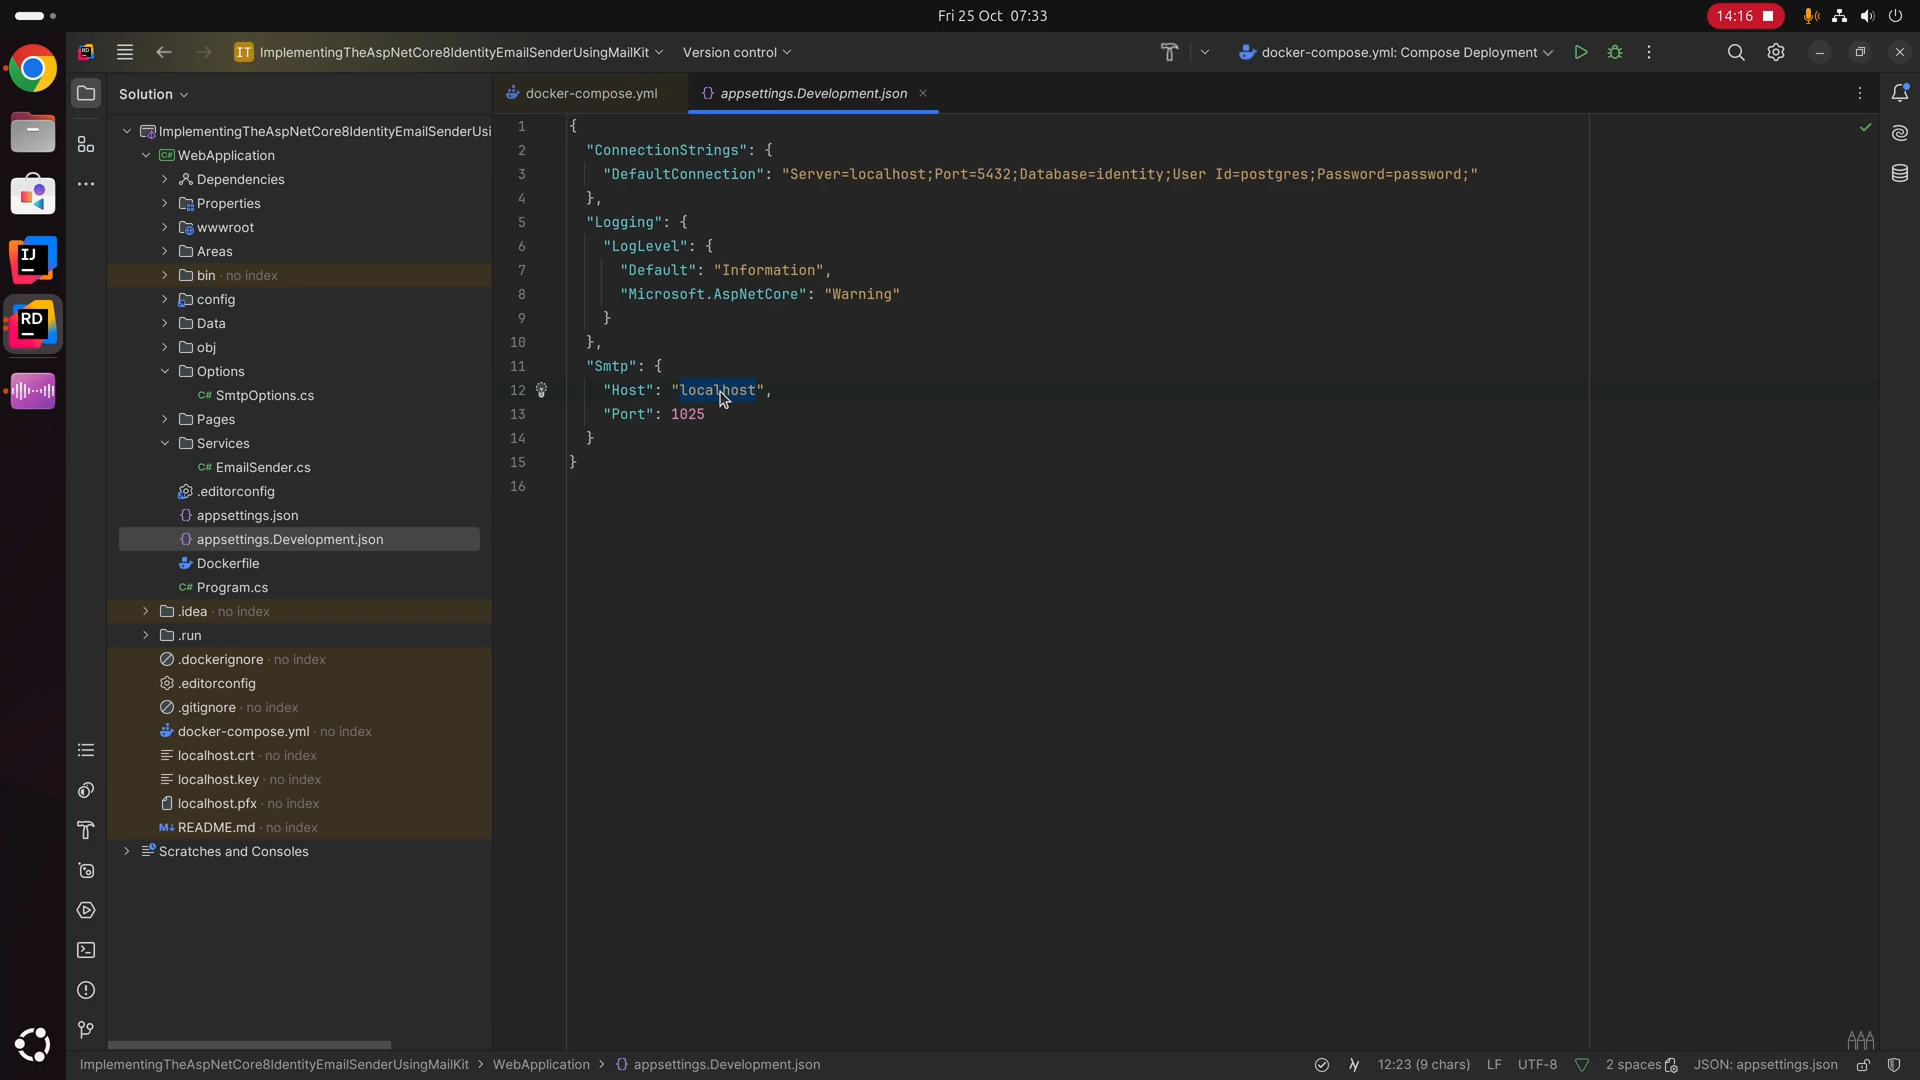 Fri 25 Oct 07:33
14:16
IT ImplementingTheAspNetCore8IdentityEmailSenderUsingMailKit
Version control
docker-compose.yml: Compose Deployment
Solution
docker-compose.yml
appsettings.Development.json
ImplementingTheAspNetCore8IdentityEmailSenderUsi
WebApplication
Dependencies
Properties
wwwroot
Areas
bin · no index
config
Data
obj
Options
C# SmtpOptions.cs
Pages
Services
C# EmailSender.cs
.editorconfig
appsettings.json
appsettings.Development.json
Dockerfile
C# Program.cs
.idea · no index
.run
.dockerignore · no index
.editorconfig
.gitignore · no index
docker-compose.yml no index
localhost.crt · no index
localhost.key · no index
localhost.pfx · no index
README.md · no index
Scratches and Consoles
1 {
2 "ConnectionStrings": {
3 "DefaultConnection": "Server=localhost;Port=5432;Database=identity;User Id=postgres;Password=password;"
4 },
5 "Logging": {
6 "LogLevel": {
7 "Default": "Information",
8 "Microsoft.AspNetCore": "Warning"
9 }
10 },
11 "Smtp": {
12 "Host": "localhost",
13 "Port": 1025
14 }
15 }
16
ImplementingTheAspNetCore8IdentityEmailSenderUsingMailKit > WebApplication > {} appsettings.Development.json
12:23 (9 chars) LF UTF-8 2 spaces JSON: appsettings.json